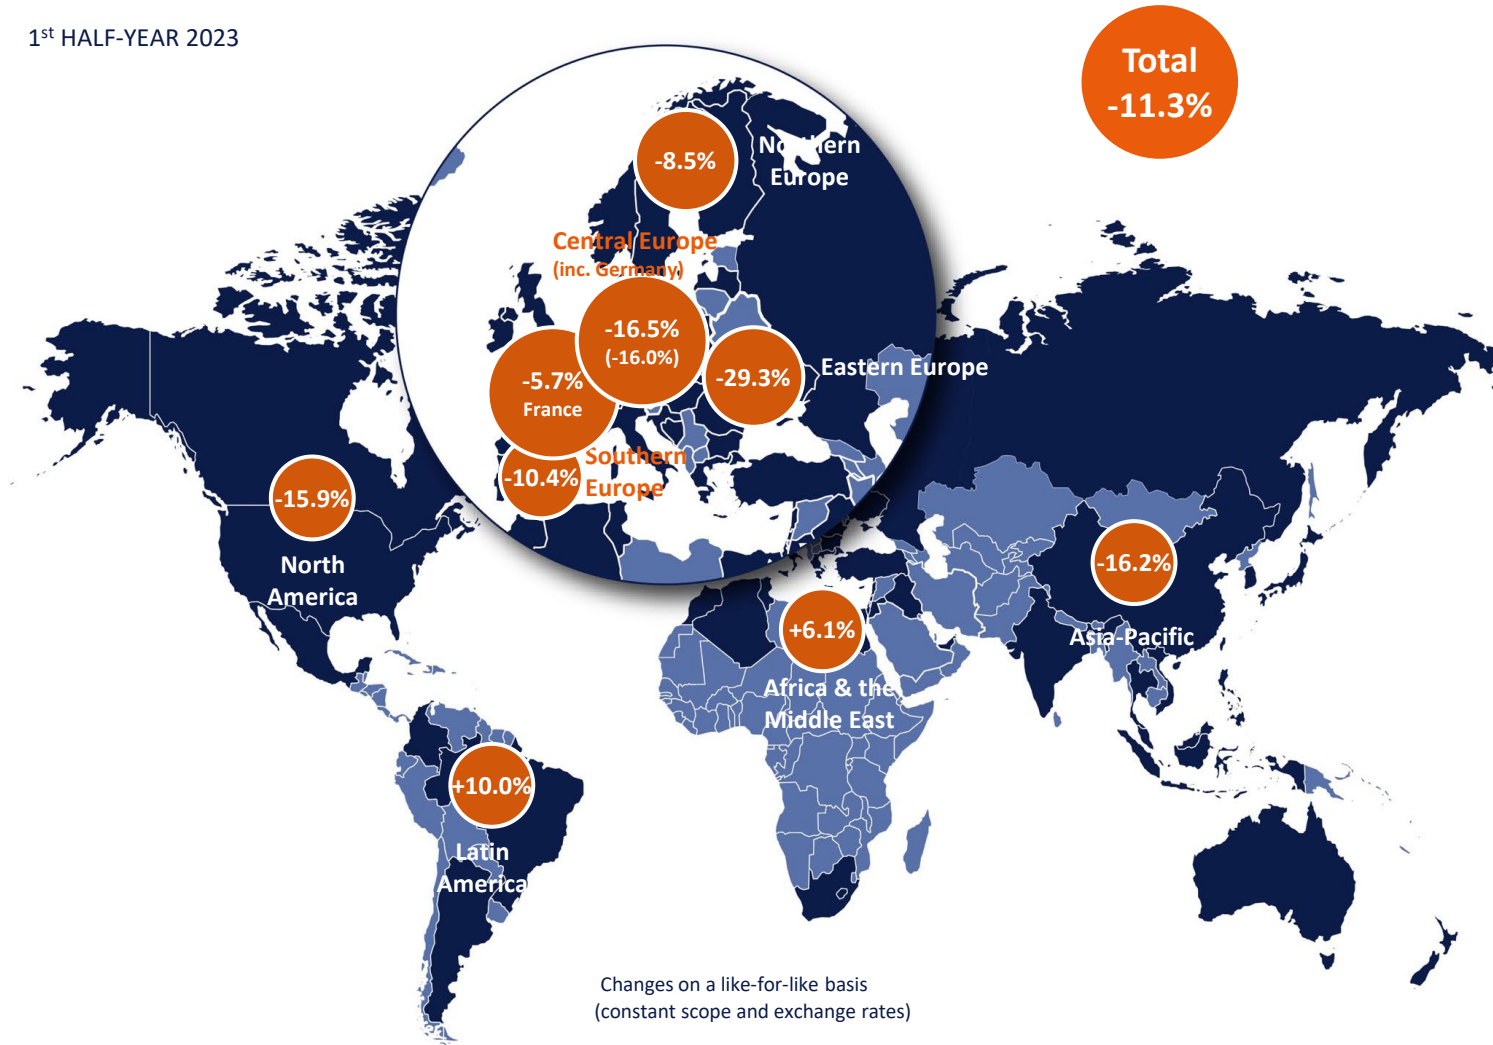 1st HALF-YEAR 2023
Total
-11.3%
-8.5%
Northern
Europe
Central Europe
(inc. Germany)
-16.5%
(-16.0%)
-5.7%
France
-29.3%
Eastern Europe
-10.4%
Southern
Europe
-15.9%
North
America
-16.2%
Asia-Pacific
+6.1%
Africa & the
Middle East
+10.0%
Latin
America
Changes on a like-for-like basis
(constant scope and exchange rates)